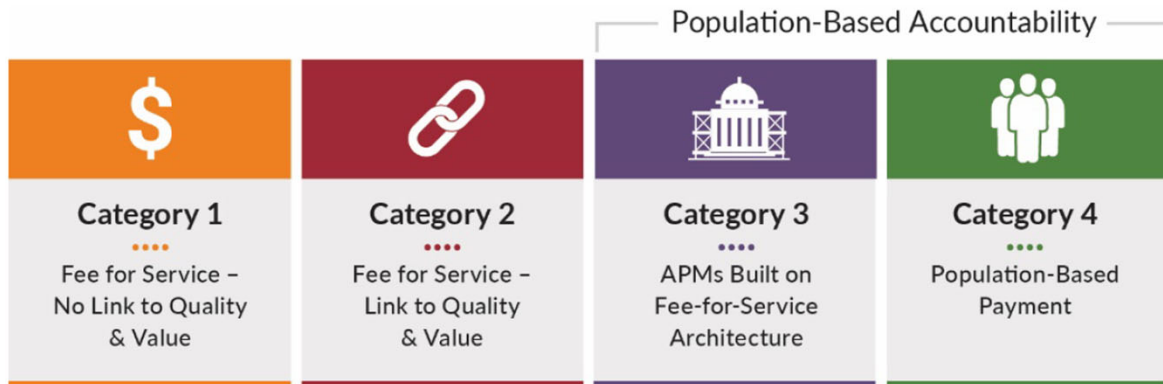 Population-Based Accountability
$
Category 1
Fee for Service –
No Link to Quality
& Value
Category 2
Fee for Service –
Link to Quality
& Value
Category 3
APMs Built on
Fee-for-Service
Architecture
Category 4
Population-Based
Payment